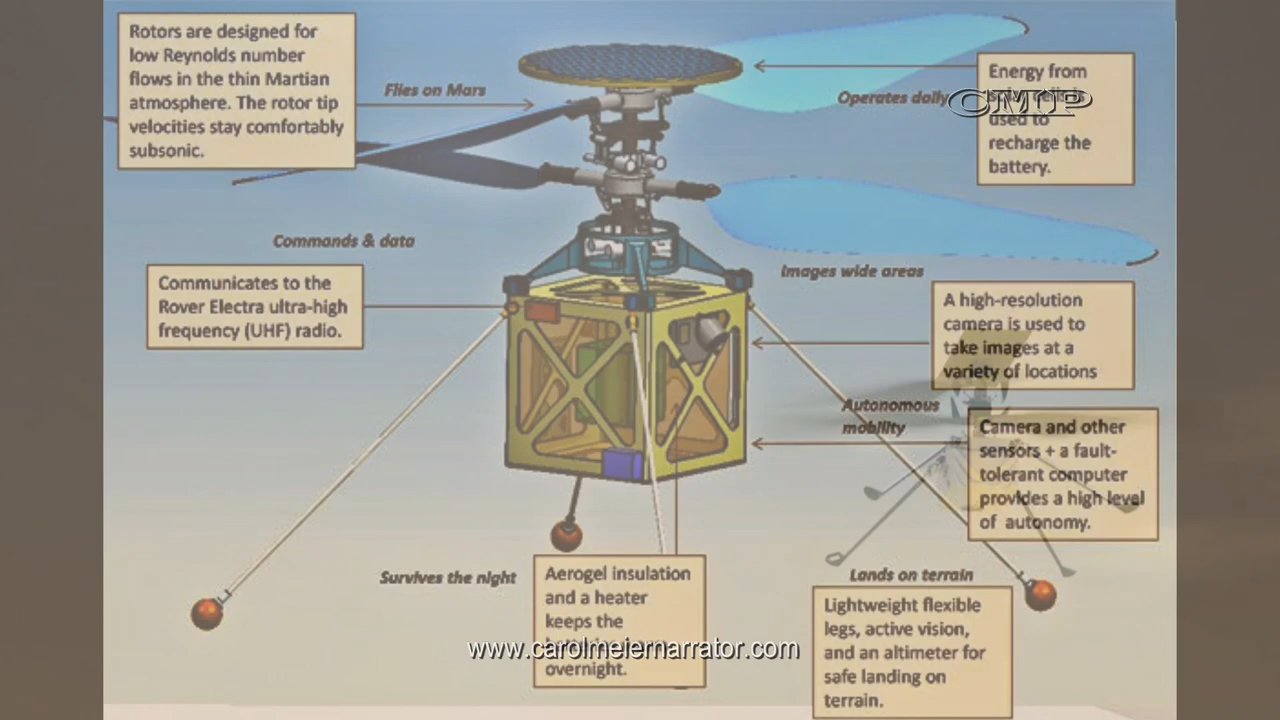 Rotors are designed for
low Reynolds number
flows in the thin Martian
atmosphere. The rotor tip
velocities stay comfortably
subsonic.
Flies on Mars
Operates daily
CMP
Energy from
used to
recharge the
battery.
Commands & data
Communicates to the
Rover Electra ultra-high
frequency (UHF) radio.
Images wide areas
A high-resolution
camera is used to
take images at a
variety of locations
Autonomous
mobility
Camera and other
sensors + a fault-
tolerant computer
provides a high level
of autonomy.
Survives the night
Aerogel insulation
and a heater
keeps the
overnight.
www.carolmeiernarrator.com
Lands on terrain
Lightweight flexible
legs, active vision,
and an altimeter for
safe landing on
terrain.